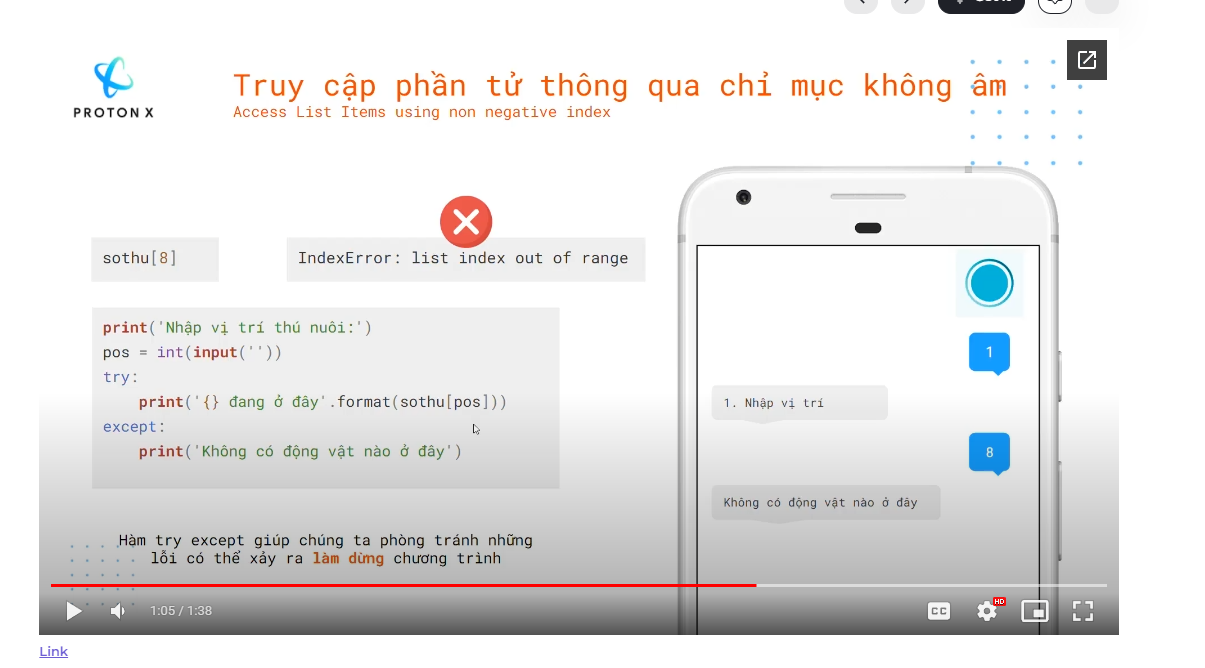 PROTON X
Truy cập phần tử thông qua chỉ mục không âm
Access List Items using non negative index
sothu[8]
IndexError: list index out of range
print('Nhập vị trí thú nuôi:')
pos = int(input(''))
try:
    print('{} đang ở đây'.format(sothu[pos]))
except:
    print('Không có động vật nào ở đây')
Hàm try except giúp chúng ta phòng tránh những
lỗi có thể xảy ra làm dừng chương trình
1
1. Nhập vị trí
8
Không có động vật nào ở đây
1:05 / 1:38
CC
HD
Link